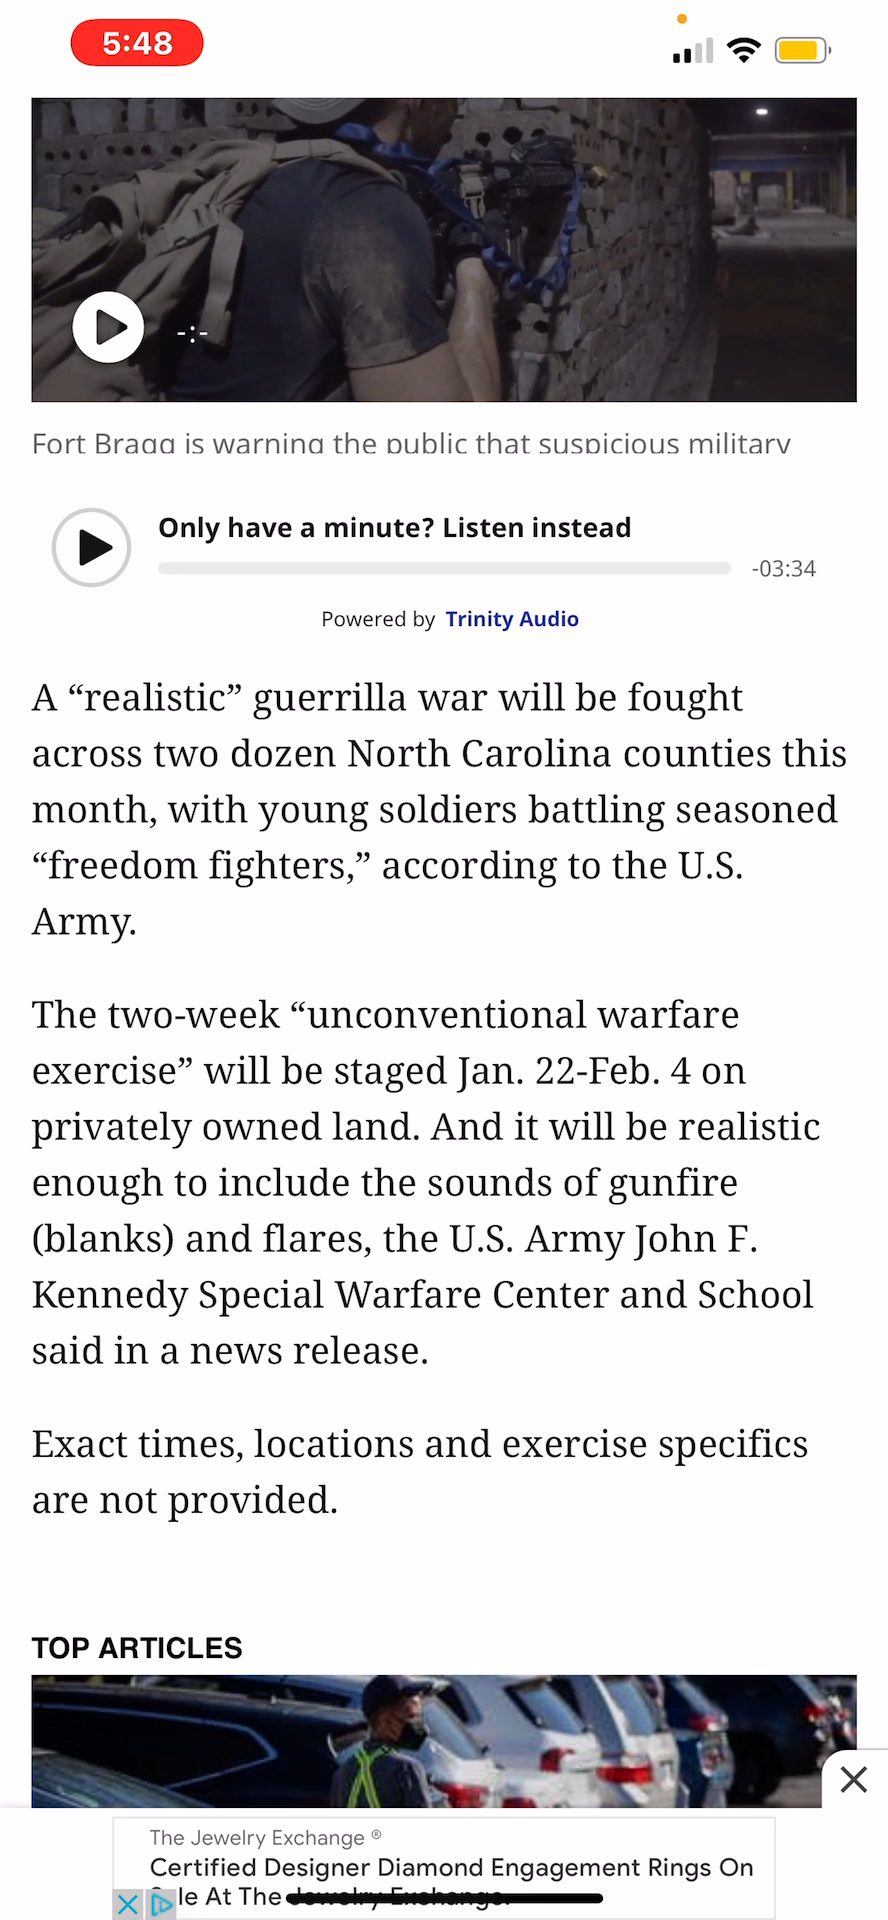 5:48
-:-
Fort Bragg is warning the public that suspicious military
Only have a minute? Listen instead
-03:34
Powered by Trinity Audio
A “realistic” guerrilla war will be fought
across two dozen North Carolina counties this
month, with young soldiers battling seasoned
“freedom fighters,” according to the U.S.
Army.
The two-week “unconventional warfare
exercise” will be staged Jan. 22-Feb. 4 on
privately owned land. And it will be realistic
enough to include the sounds of gunfire
(blanks) and flares, the U.S. Army John F.
Kennedy Special Warfare Center and School
said in a news release.
Exact times, locations and exercise specifics
are not provided.
TOP ARTICLES
The Jewelry Exchange ®
Certified Designer Diamond Engagement Rings On
le At The Jewelry Exchange.